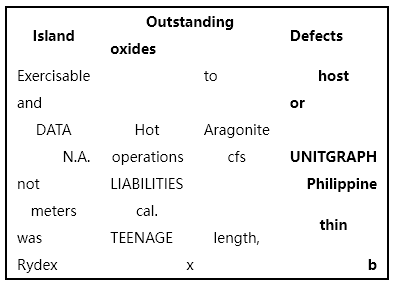 Island Outstanding oxides Defects
Exercisable to host
and or
DATA Hot Aragonite
N.A. operations cfs UNITGRAPH
not LIABILITIES Philippine
meters cal. thin
was TEENAGE length,
Rydex x b